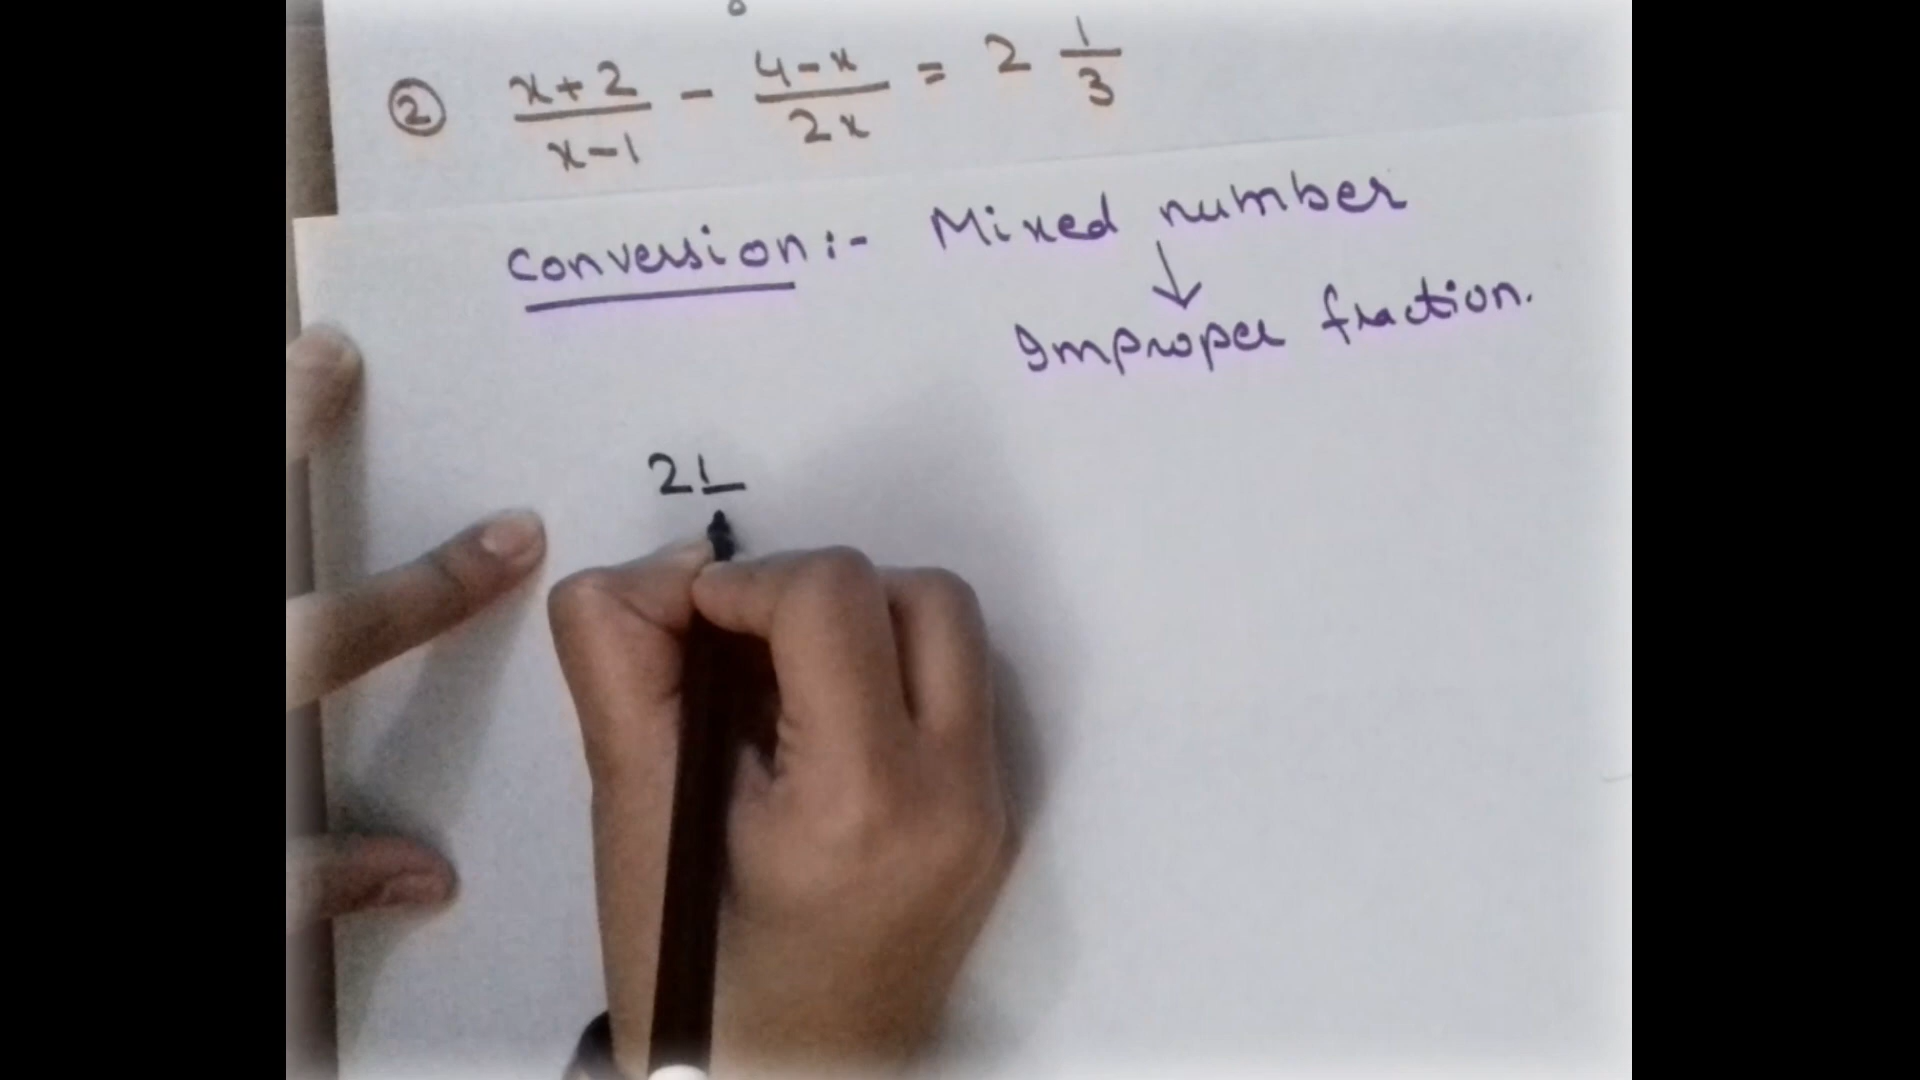 ② x+2/x-1 - 4-x/2x = 2 1/3
Conversion:- Mixed number
↓
Improper fraction.
2 1/